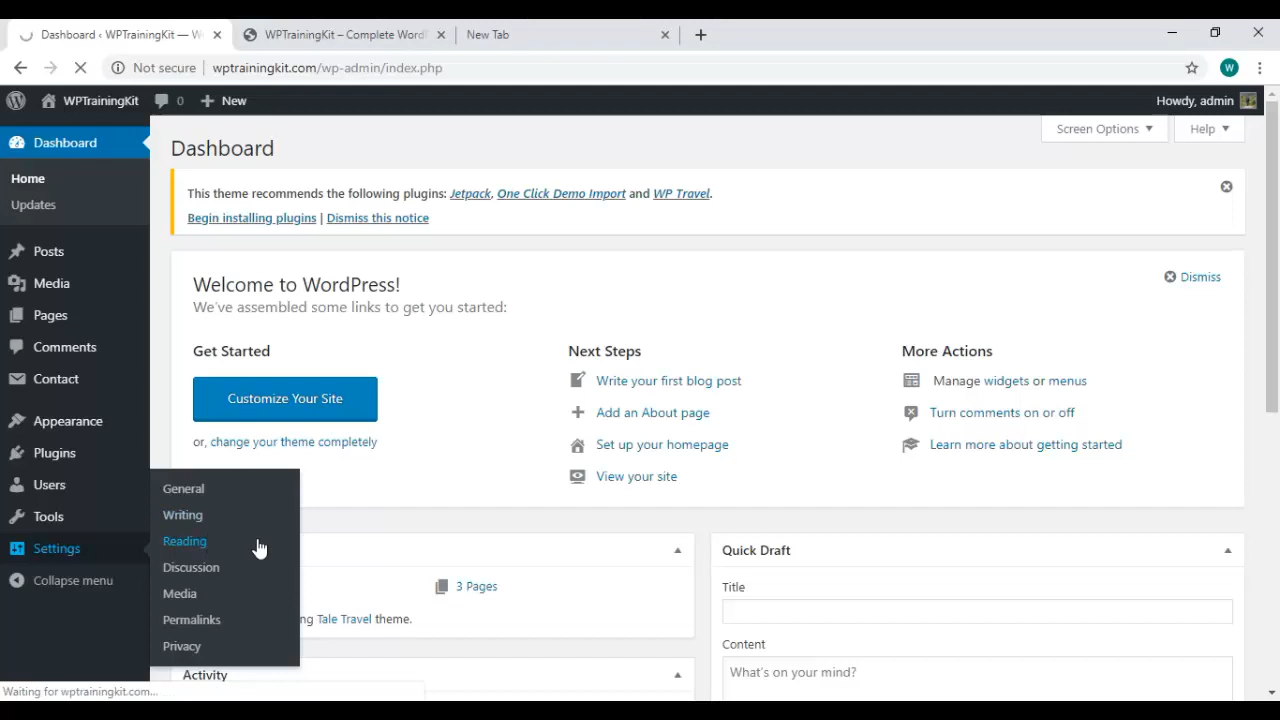 Dashboard ‹ WPTrainingKit — W
WPTrainingKit – Complete Word
New Tab
Not secure
wptrainingkit.com/wp-admin/index.php
W
WPTrainingKit
0
New
Howdy, admin
Dashboard
Home
Updates
Posts
Media
Pages
Comments
Contact
Appearance
Plugins
Users
Tools
Settings
Collapse menu
General
Writing
Reading
Discussion
Media
Permalinks
Privacy
Screen Options
Help
Dashboard
This theme recommends the following plugins: Jetpack, One Click Demo Import and WP Travel.
Begin installing plugins | Dismiss this notice
Welcome to WordPress!
Dismiss
We've assembled some links to get you started:
Get Started
Customize Your Site
or, change your theme completely
Next Steps
Write your first blog post
Add an About page
Set up your homepage
View your site
More Actions
Manage widgets or menus
Turn comments on or off
Learn more about getting started
3 Pages
ng Tale Travel theme.
Activity
Quick Draft
Title
Content
What's on your mind?
Waiting for wptrainingkit.com...